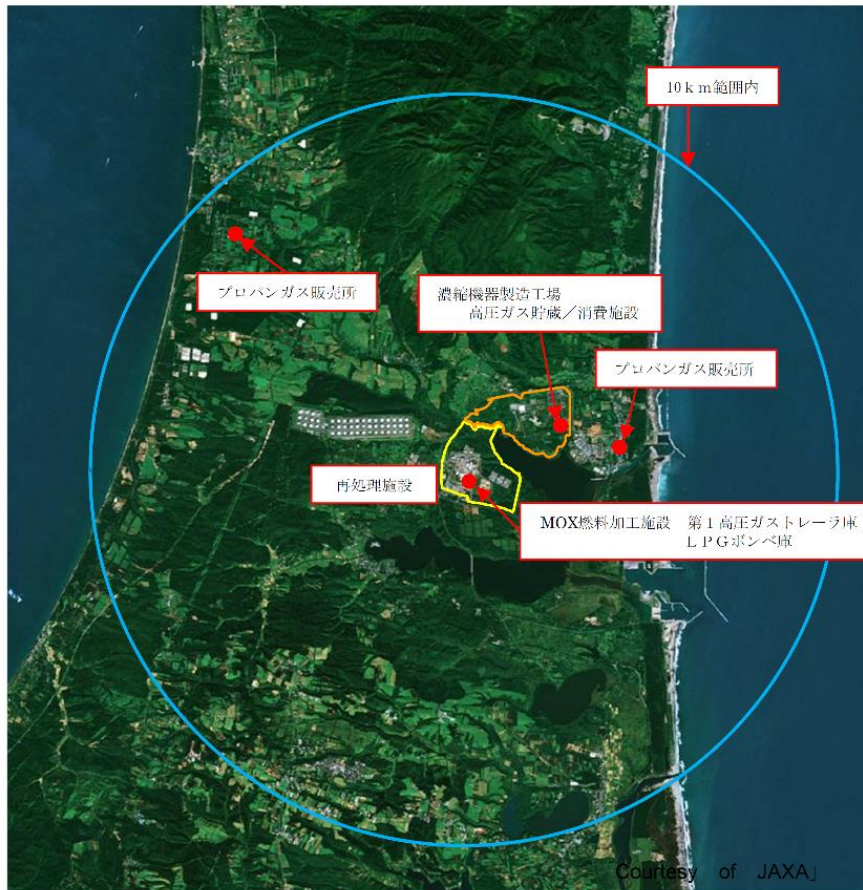 10ｋｍ範囲内
プロパンガス販売所
濃縮機器製造工場
高圧ガス貯蔵／消費施設
プロパンガス販売所
再処理施設
MOX燃料加工施設　第１高圧ガストレーラ庫
ＬＰＧボンベ庫
「Courtesy　of　JAXA」